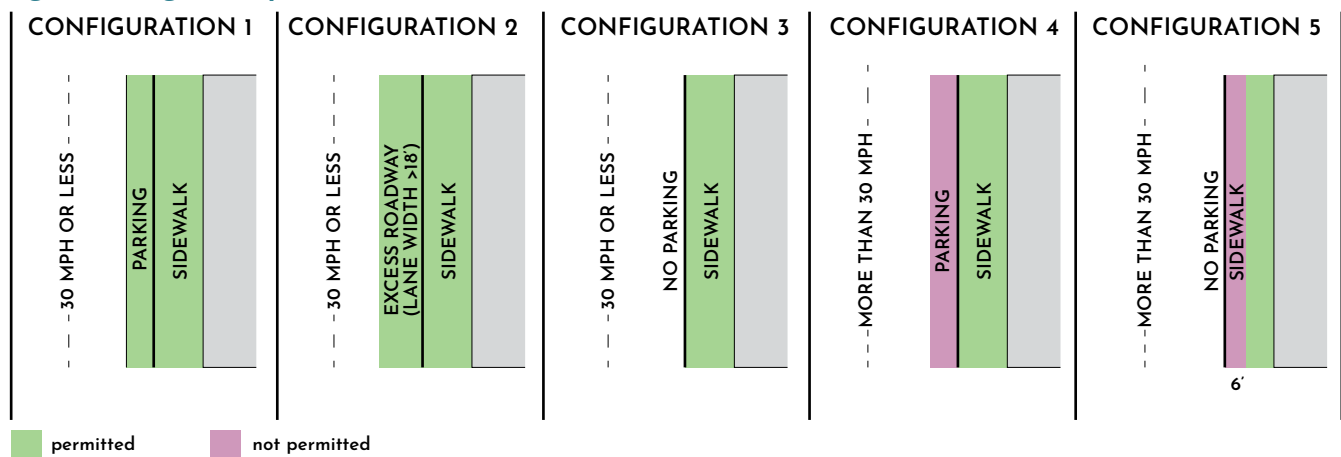 CONFIGURATION 1
30 MPH OR LESS
PARKING
SIDEWALK
CONFIGURATION 2
30 MPH OR LESS
EXCESS ROADWAY
(LANE WIDTH >18′)
SIDEWALK
CONFIGURATION 3
30 MPH OR LESS
NO PARKING
SIDEWALK
CONFIGURATION 4
MORE THAN 30 MPH
PARKING
SIDEWALK
CONFIGURATION 5
MORE THAN 30 MPH
NO PARKING
SIDEWALK
6′
permitted
not permitted